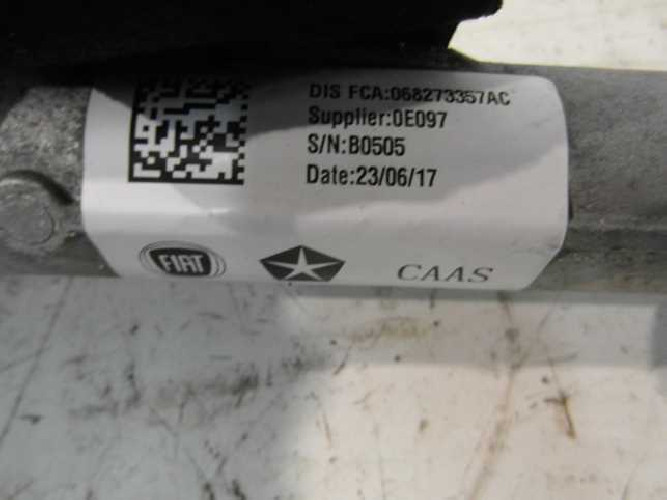 DIS FCA:068273357AC
Supplier:0E097
S/N:B0505
Date:23/06/17
FIAT
CAAS